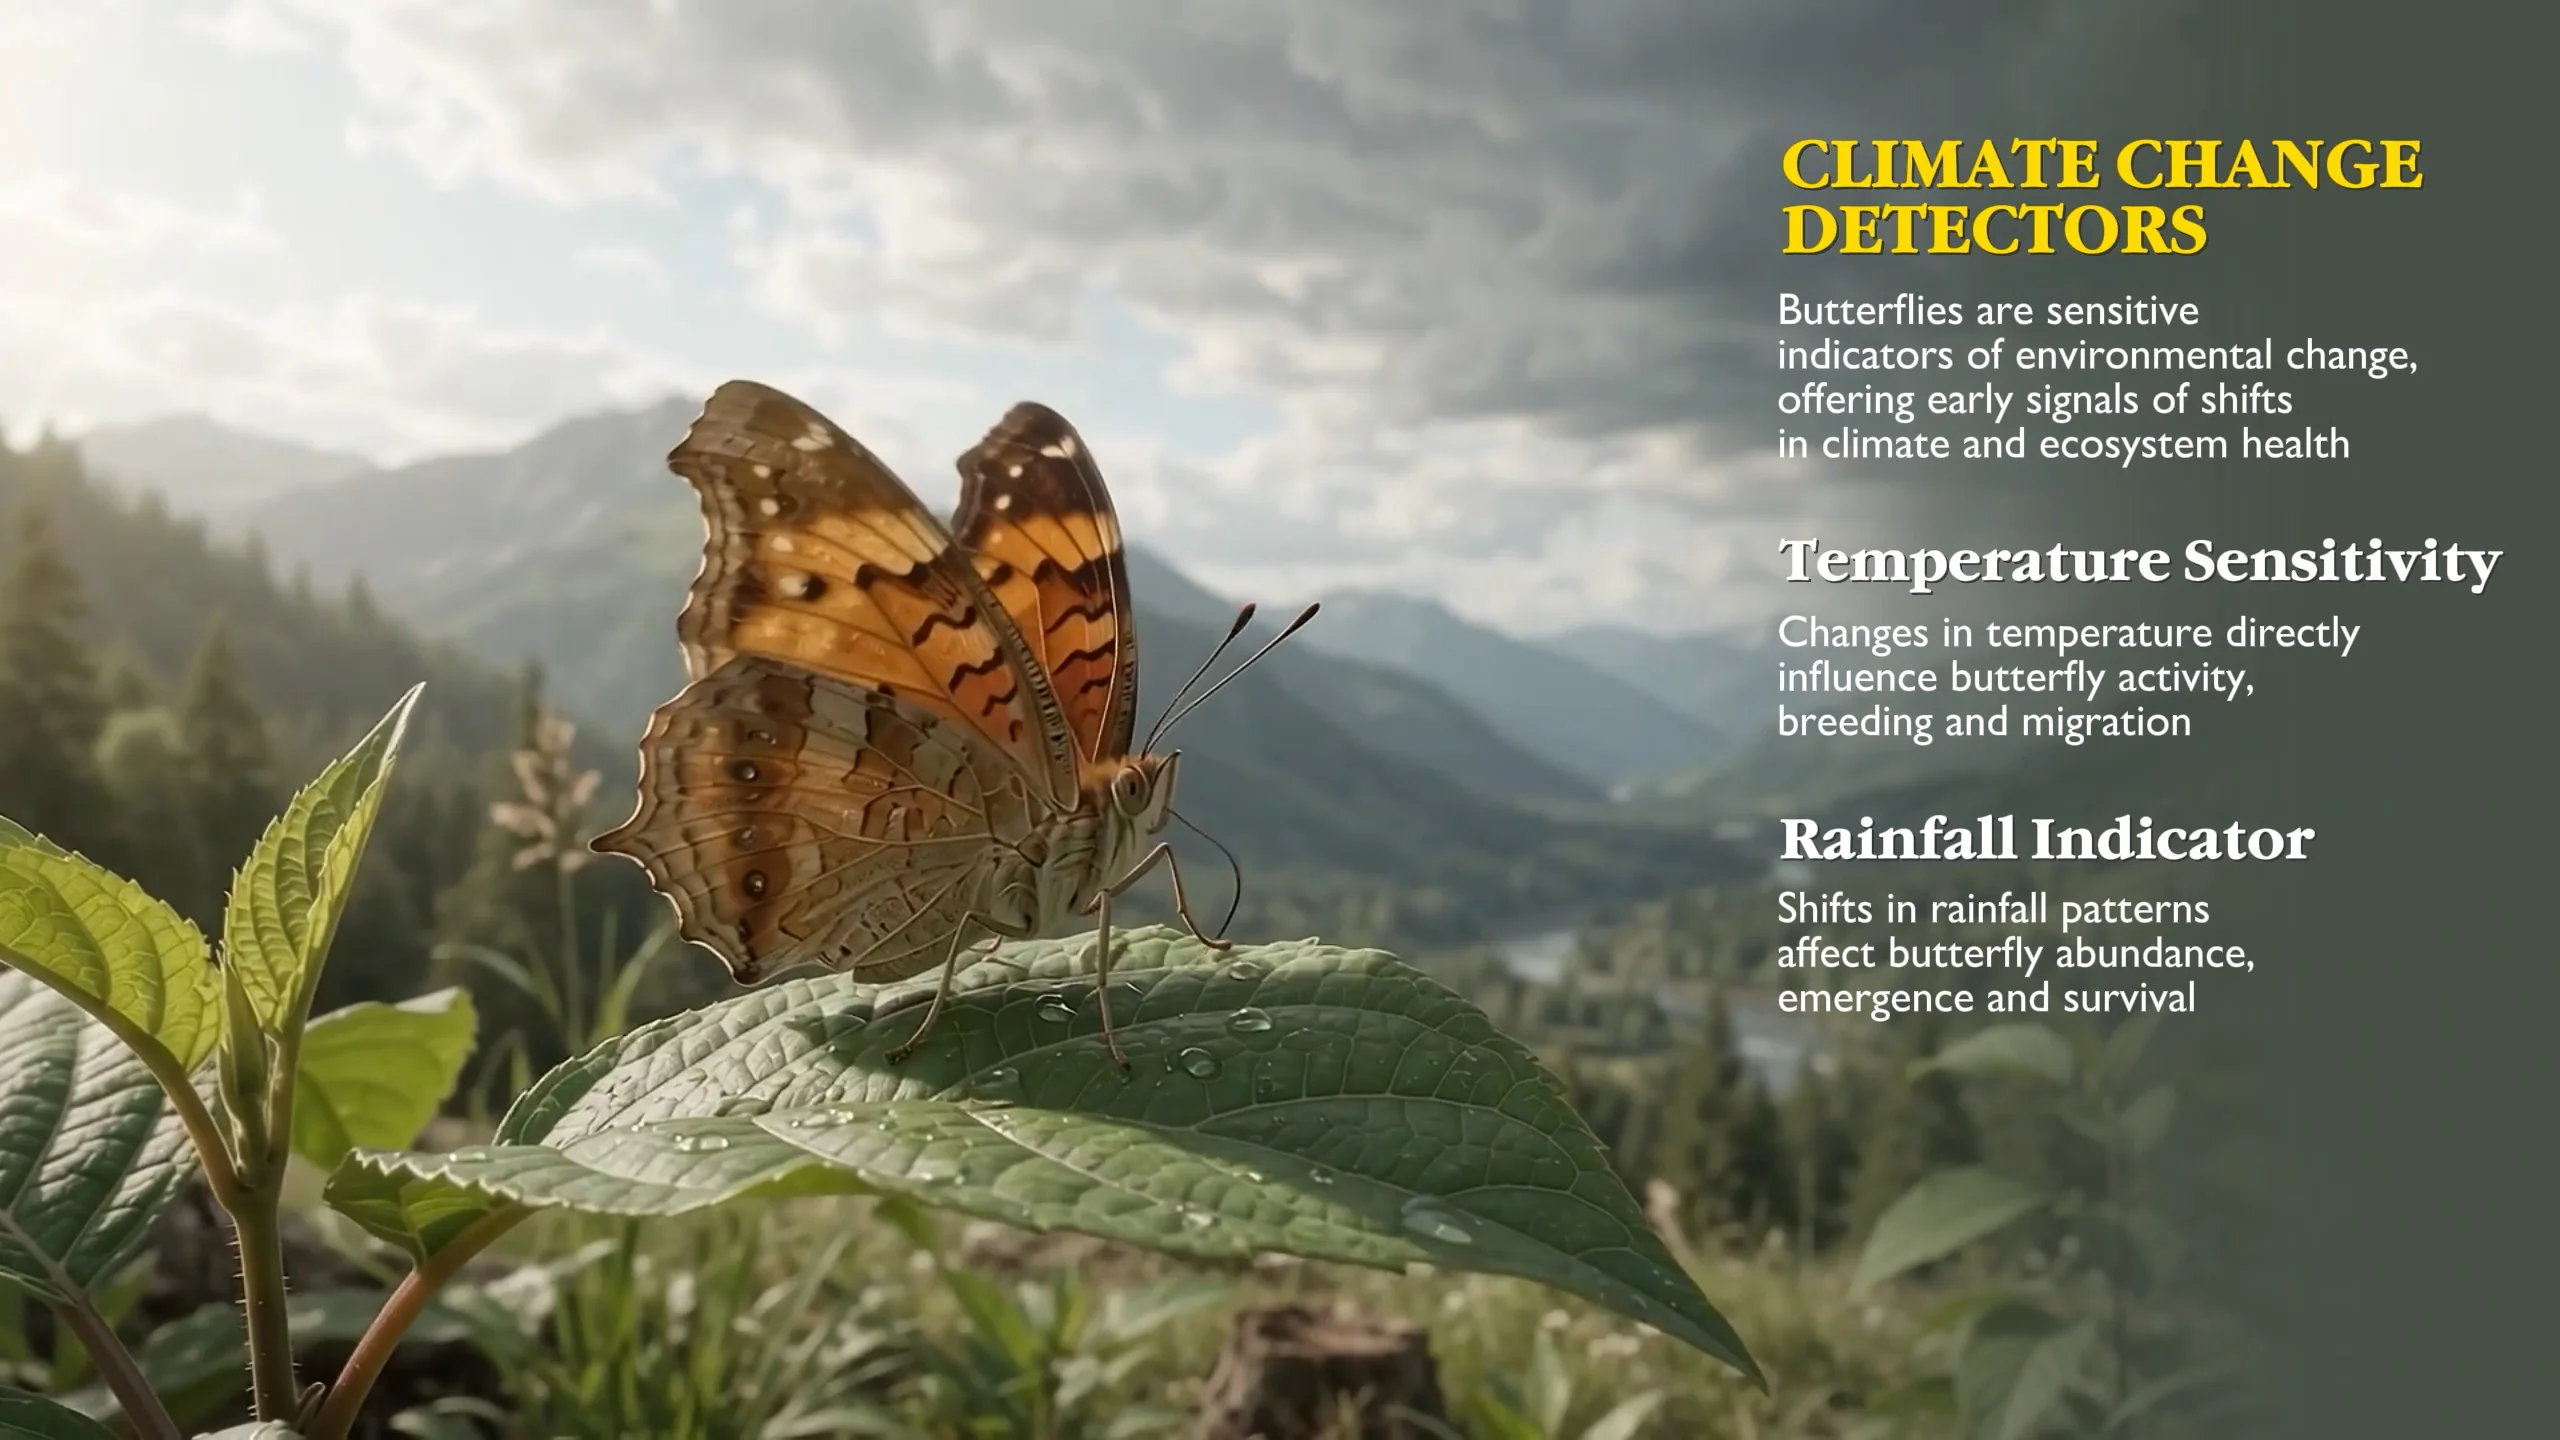 CLIMATE CHANGE
DETECTORS
Butterflies are sensitive
indicators of environmental change,
offering early signals of shifts
in climate and ecosystem health
Temperature Sensitivity
Changes in temperature directly
influence butterfly activity,
breeding and migration
Rainfall Indicator
Shifts in rainfall patterns
affect butterfly abundance,
emergence and survival